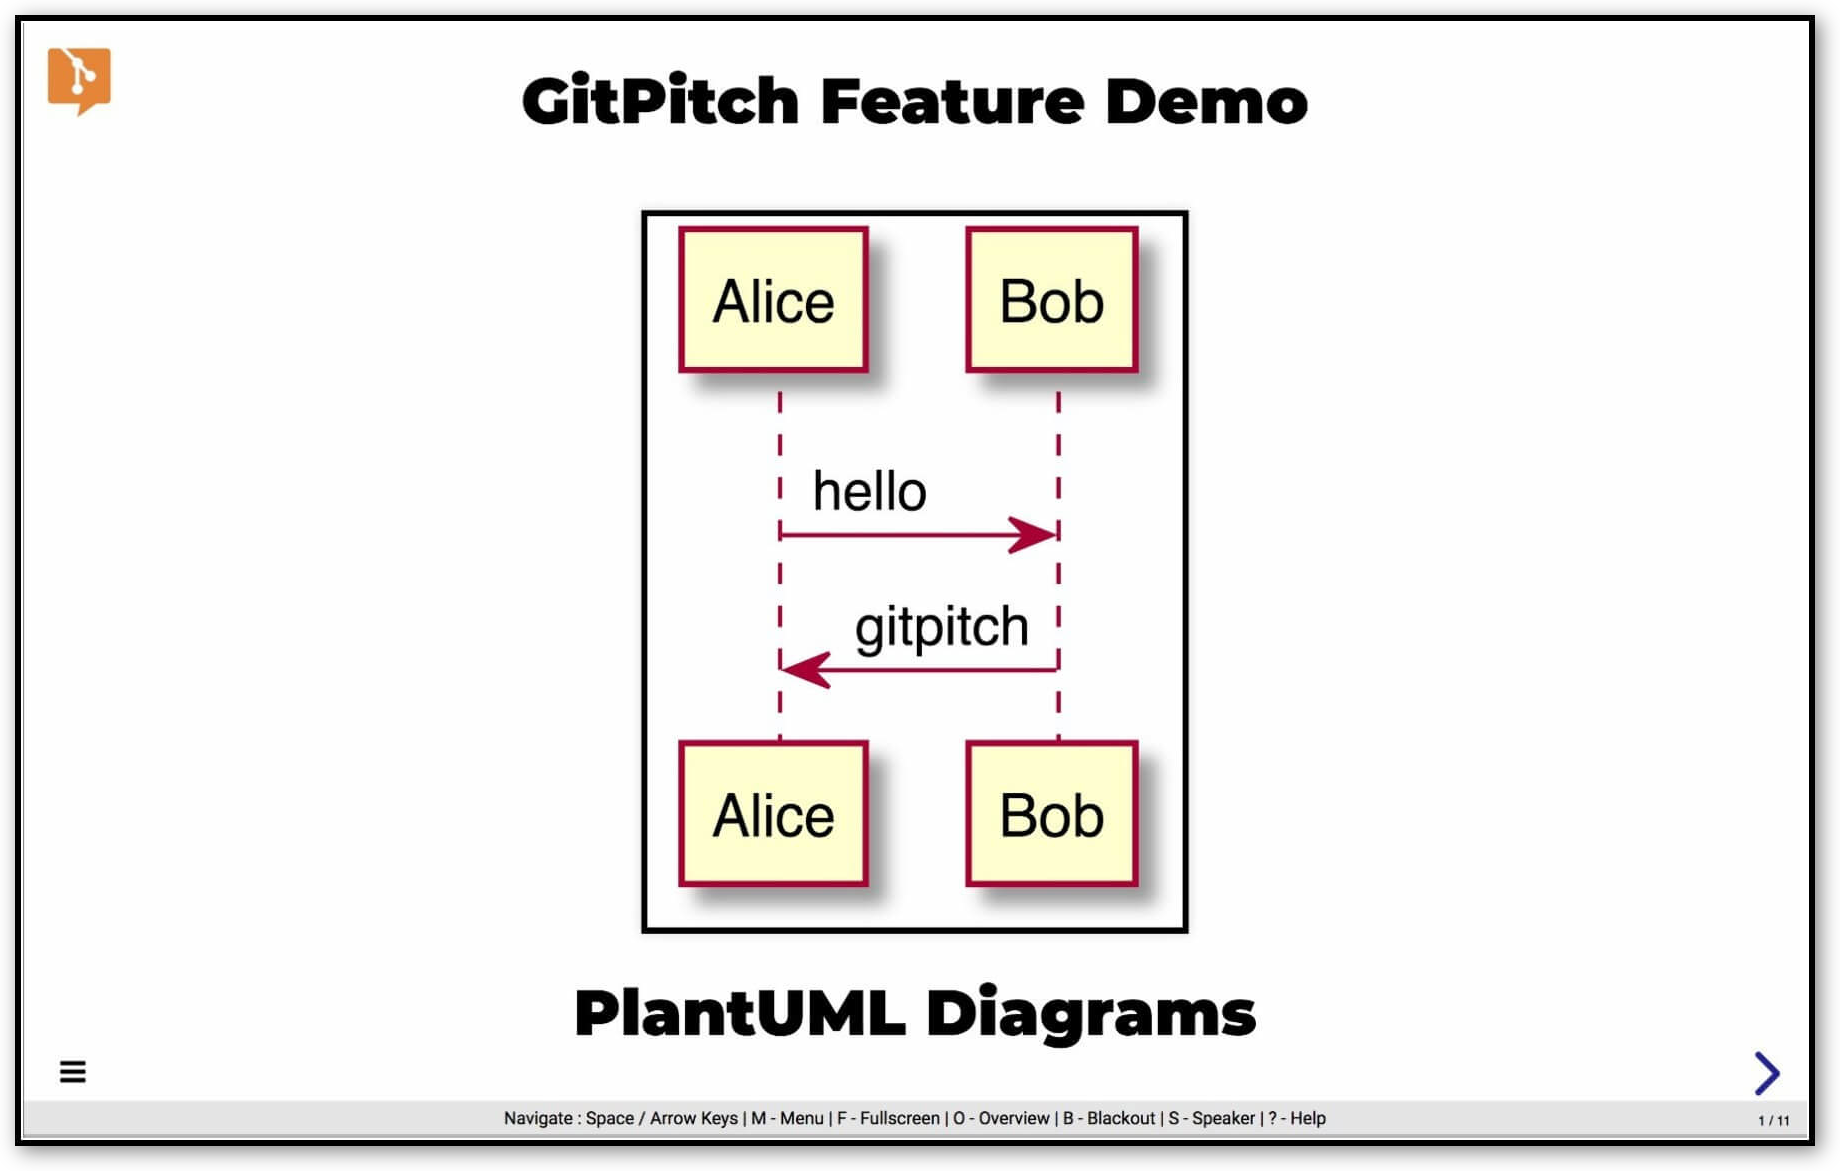 GitPitch Feature Demo
Alice
Bob
hello
gitpitch
Alice
Bob
PlantUML Diagrams
Navigate : Space / Arrow Keys | M - Menu | F - Fullscreen | O - Overview | B - Blackout | S - Speaker | ? - Help
1 / 11